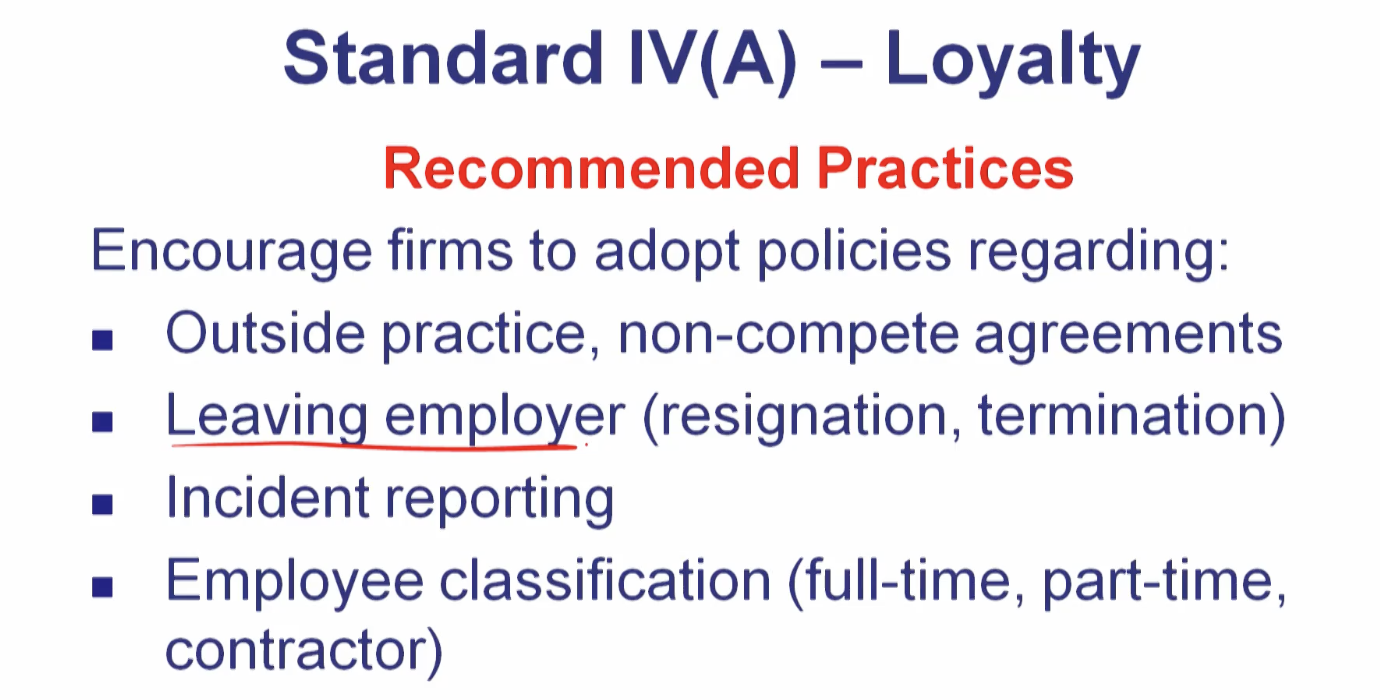 Standard IV(A) – Loyalty
Recommended Practices
Encourage firms to adopt policies regarding:
■ Outside practice, non-compete agreements
■ Leaving employer (resignation, termination)
■ Incident reporting
■ Employee classification (full-time, part-time,
contractor)